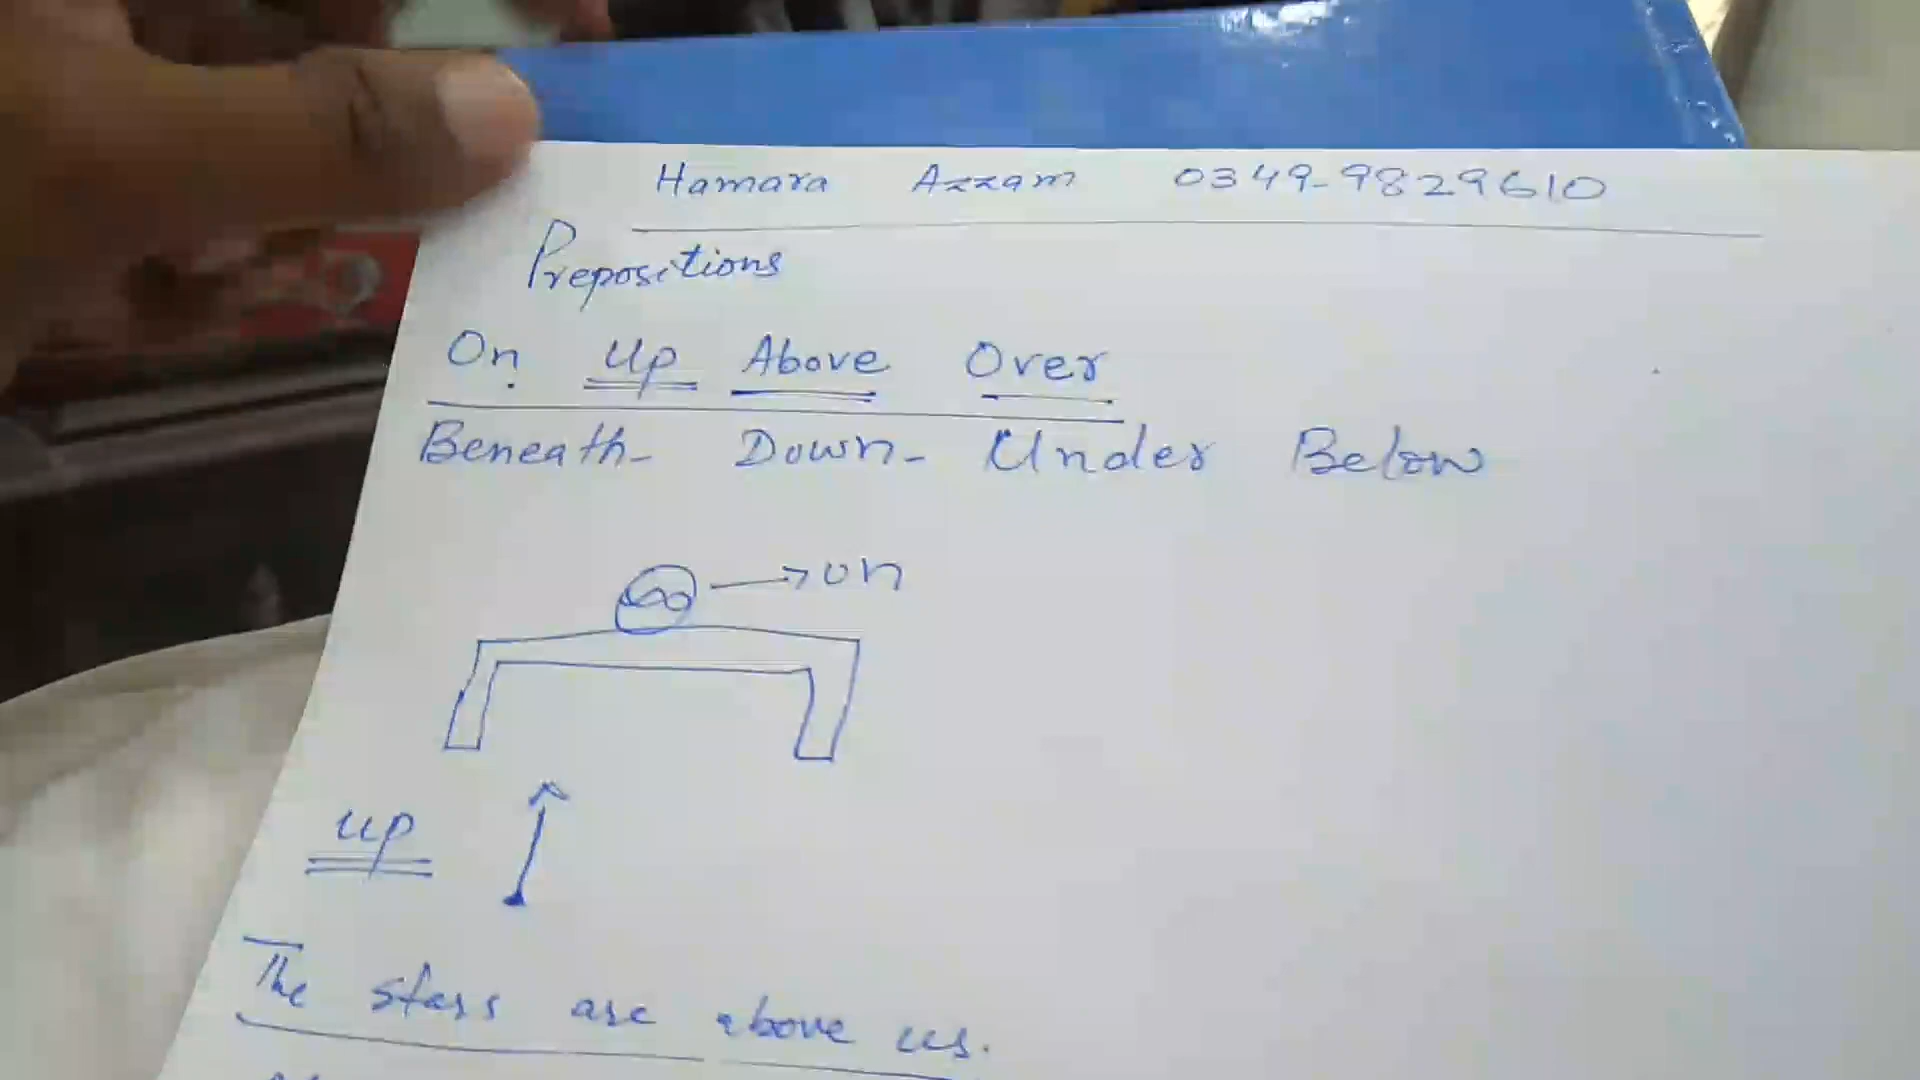 Hamara Azzam 0349-9829610
Prepositions
On Up Above Over
Beneath- Down- Under Below
→ on
up
The stars are above us.